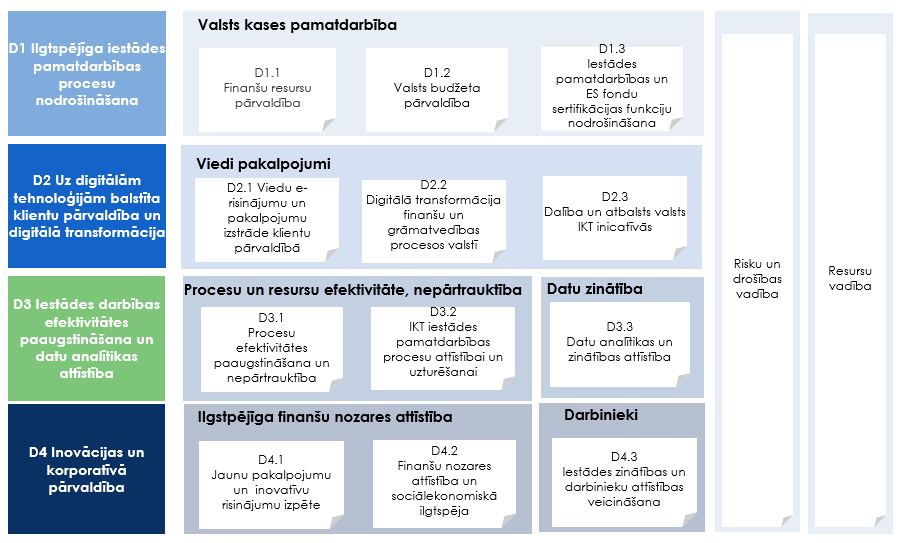 D1 Ilgtspējīga iestādes
pamatdarbības
procesu
nodrošināšana
Valsts kases pamatdarbība
D1.1
Finanšu resursu
pārvaldība
D1.2
Valsts budžeta
pārvaldība
D1.3
Iestādes
pamatdarbības un
ES fondu
sertifikācijas funkciju
nodrošināšana
D2 Uz digitālām
tehnoloģijām balstīta
klientu pārvaldība un
digitālā transformācija
Viedi pakalpojumi
D2.1 Viedu e-
risinājumu un
pakalpojumu
izstrāde klientu
pārvaldībā
D2.2
Digitālā transformācija
finanšu un
grāmatvedības
procesos valstī
D2.3
Dalība un atbalsts valsts
IKT inicatīvās
D3 Iestādes darbības
efektivitātes
paaugstināšana un
datu analītikas
attīstība
Procesu un resursu efektivitāte, nepārtrauktība
D3.1
Procesu
efektivitātes
paaugstināšana un
nepārtrauktība
D3.2
IKT iestādes
pamatdarbības
procesu attīstībai un
uzturēšanai
Datu zinātība
D3.3
Datu analītikas un
zinātības attīstība
D4 Inovācijas un
korporatīvā
pārvaldība
Ilgstpējīga finanšu nozares attīstība
D4.1
Jaunu pakalpojumu
un inovatīvu
risinājumu izpēte
D4.2
Finanšu nozares
attīstība un
sociālekonomiskā
ilgtspēja
Darbinieki
D4.3
Iestādes zinātības un
darbinieku attīstības
veicināšana
Risku un
drošības
vadība
Resursu
vadība